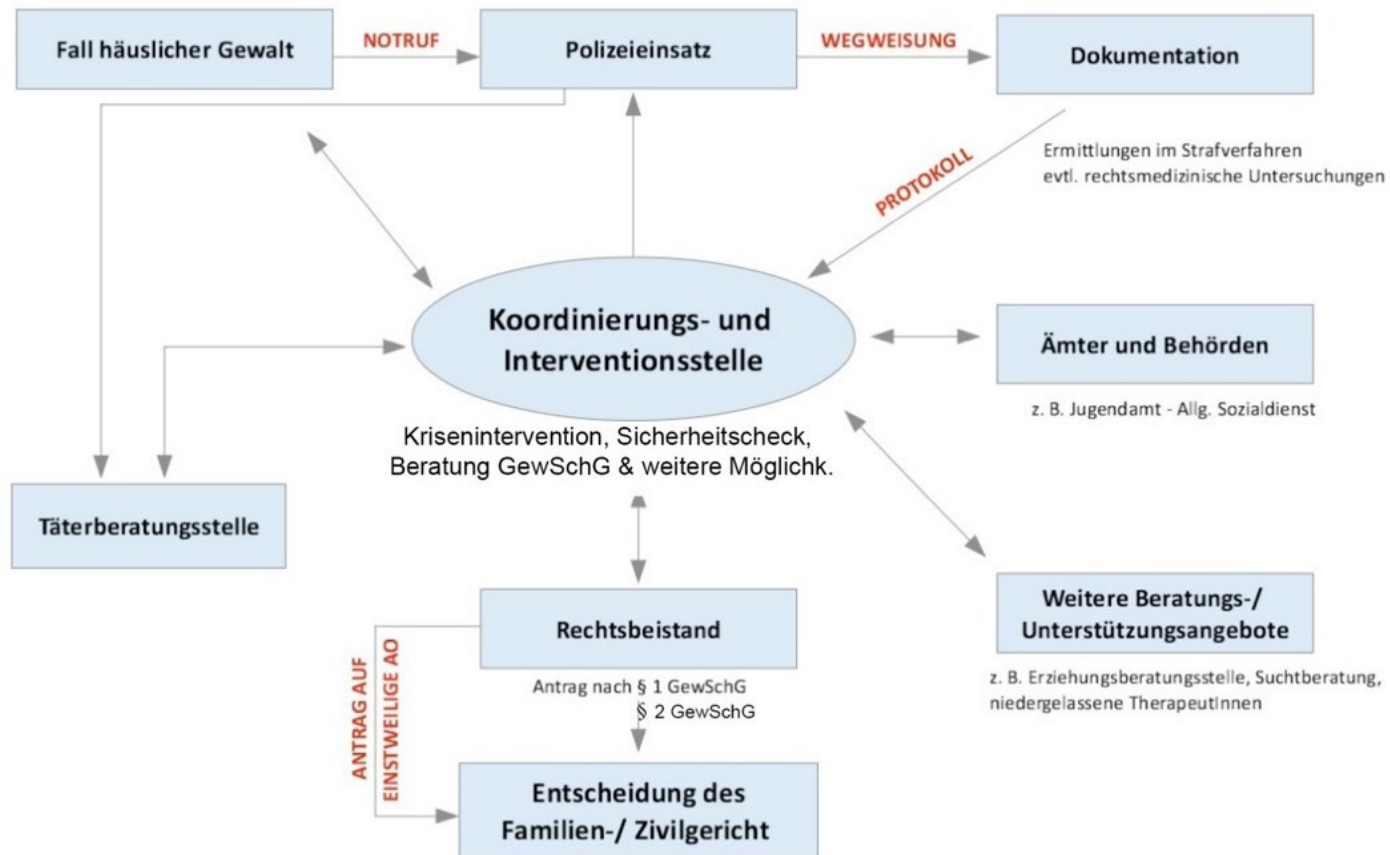 Fall häuslicher Gewalt
NOTRUF
Polizeieinsatz
WEGWEISUNG
Dokumentation
Ermittlungen im Strafverfahren
evtl. rechtsmedizinische Untersuchungen
PROTOKOLL
Koordinierungs- und
Interventionsstelle
Krisenintervention, Sicherheitscheck,
Beratung GewSchG & weitere Möglichk.
Ämter und Behörden
z. B. Jugendamt - Allg. Sozialdienst
Täterberatungsstelle
Weitere Beratungs-/
Unterstützungsangebote
z. B. Erziehungsberatungsstelle, Suchtberatung,
niedergelassene TherapeutInnen
Rechtsbeistand
Antrag nach § 1 GewSchG
§ 2 GewSchG
ANTRAG AUF
EINSTWEILIGE AO
Entscheidung des
Familien-/ Zivilgericht